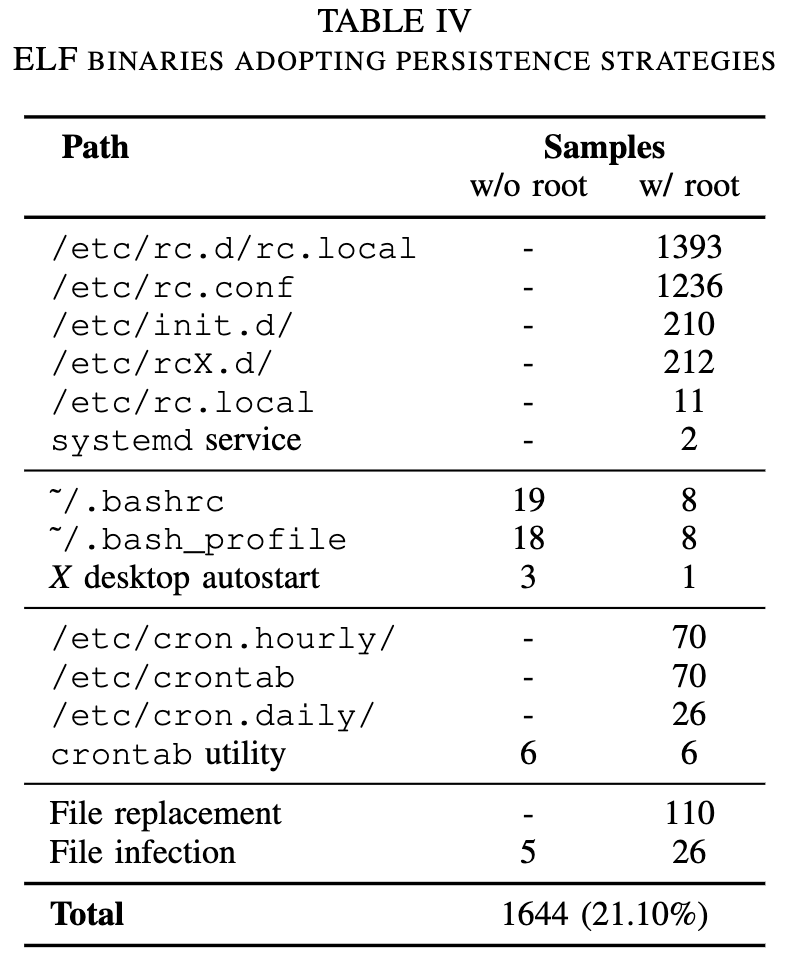 TABLE IV
ELF BINARIES ADOPTING PERSISTENCE STRATEGIES
Path Samples
w/o root w/ root
/etc/rc.d/rc.local - 1393
/etc/rc.conf - 1236
/etc/init.d/ - 210
/etc/rcX.d/ - 212
/etc/rc.local - 11
systemd service - 2
~/.bashrc 19 8
~/.bash_profile 18 8
X desktop autostart 3 1
/etc/cron.hourly/ - 70
/etc/crontab - 70
/etc/cron.daily/ - 26
crontab utility 6 6
File replacement - 110
File infection 5 26
Total 1644 (21.10%)